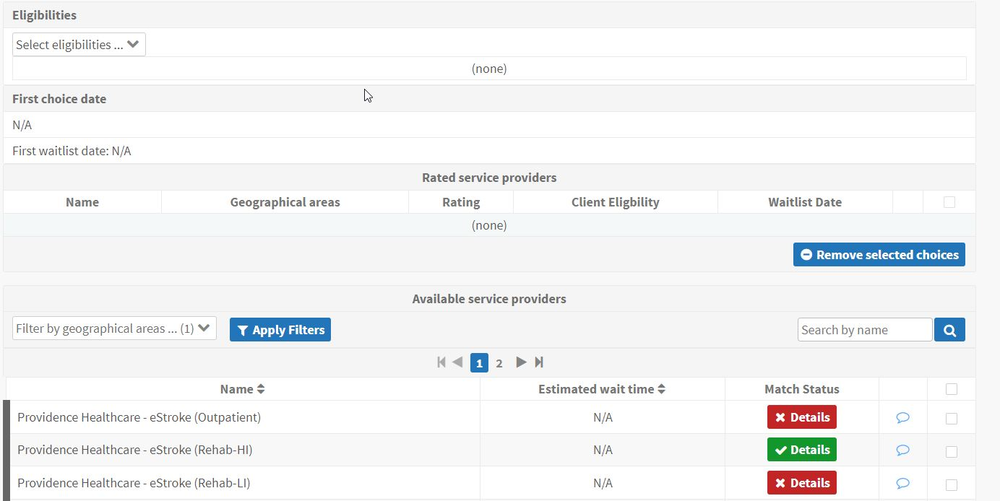 Eligibilities
Select eligibilities ...
(none)
First choice date
N/A
First waitlist date: N/A
Rated service providers
Name Geographical areas Rating Client Eligbility Waitlist Date
(none)
Remove selected choices
Available service providers
Filter by geographical areas ... (1) Apply Filters Search by name
1 2
Name Estimated wait time Match Status
Providence Healthcare - eStroke (Outpatient) N/A Details
Providence Healthcare - eStroke (Rehab-HI) N/A Details
Providence Healthcare - eStroke (Rehab-LI) N/A Details